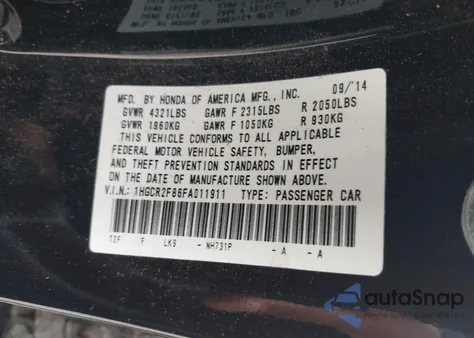 MFD. BY HONDA OF AMERICA MFG., INC. 09/14
GVWR 4321LBS GAWR F 2315LBS R 2050LBS
GVWR 1960KG GAWR F 1050KG R 930KG
THIS VEHICLE CONFORMS TO ALL APPLICABLE
FEDERAL MOTOR VEHICLE SAFETY, BUMPER,
AND THEFT PREVENTION STANDARDS IN EFFECT
ON THE DATE OF MANUFACTURE SHOWN ABOVE.
V.I.N.: 1HGCR2F86FA011911 TYPE: PASSENGER CAR
F LK9 - NH731P - A - A
autoSnap